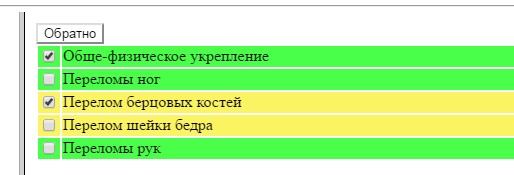 Обратно
Обще-физическое укрепление
Переломы ног
Перелом берцовых костей
Перелом шейки бедра
Переломы рук